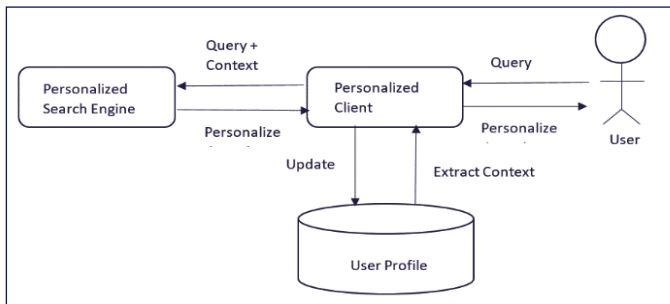 Query +
Context
Personalized
Search Engine
Personalize
Personalized
Client
Query
Personalize
User
Update
Extract Context
User Profile